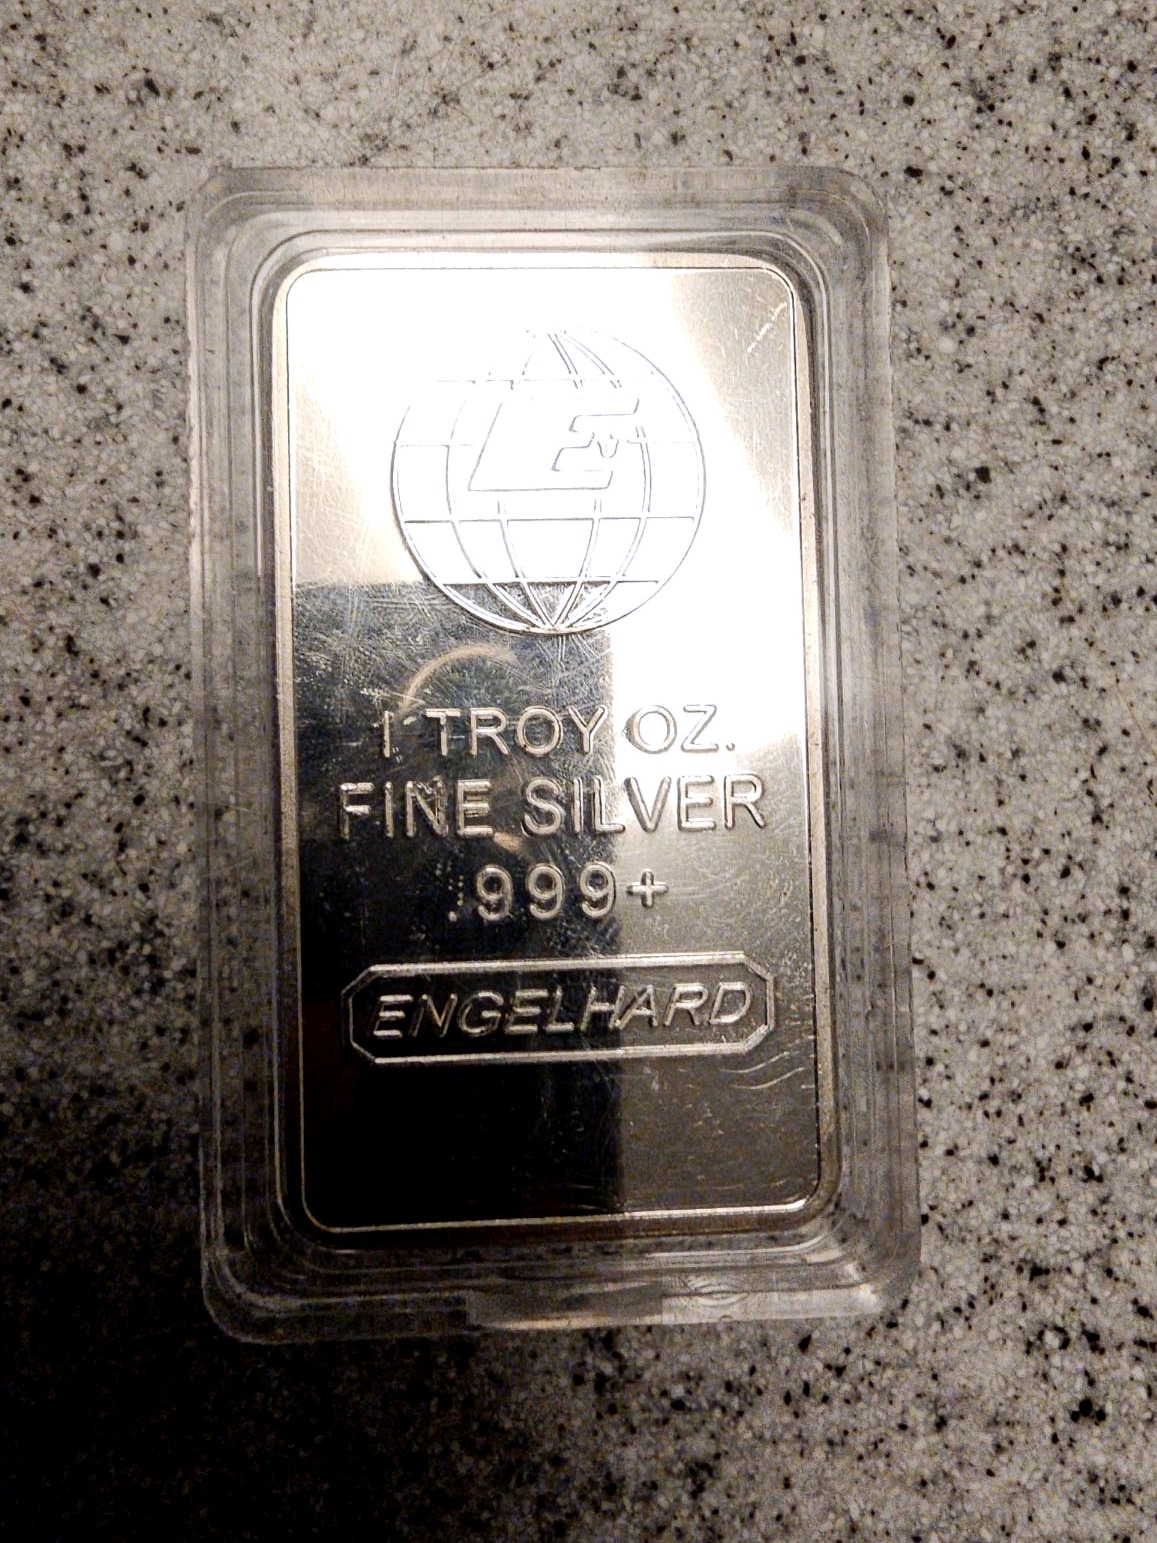 E
1 TROY OZ.
FINE SILVER
.999+
ENGELHARD